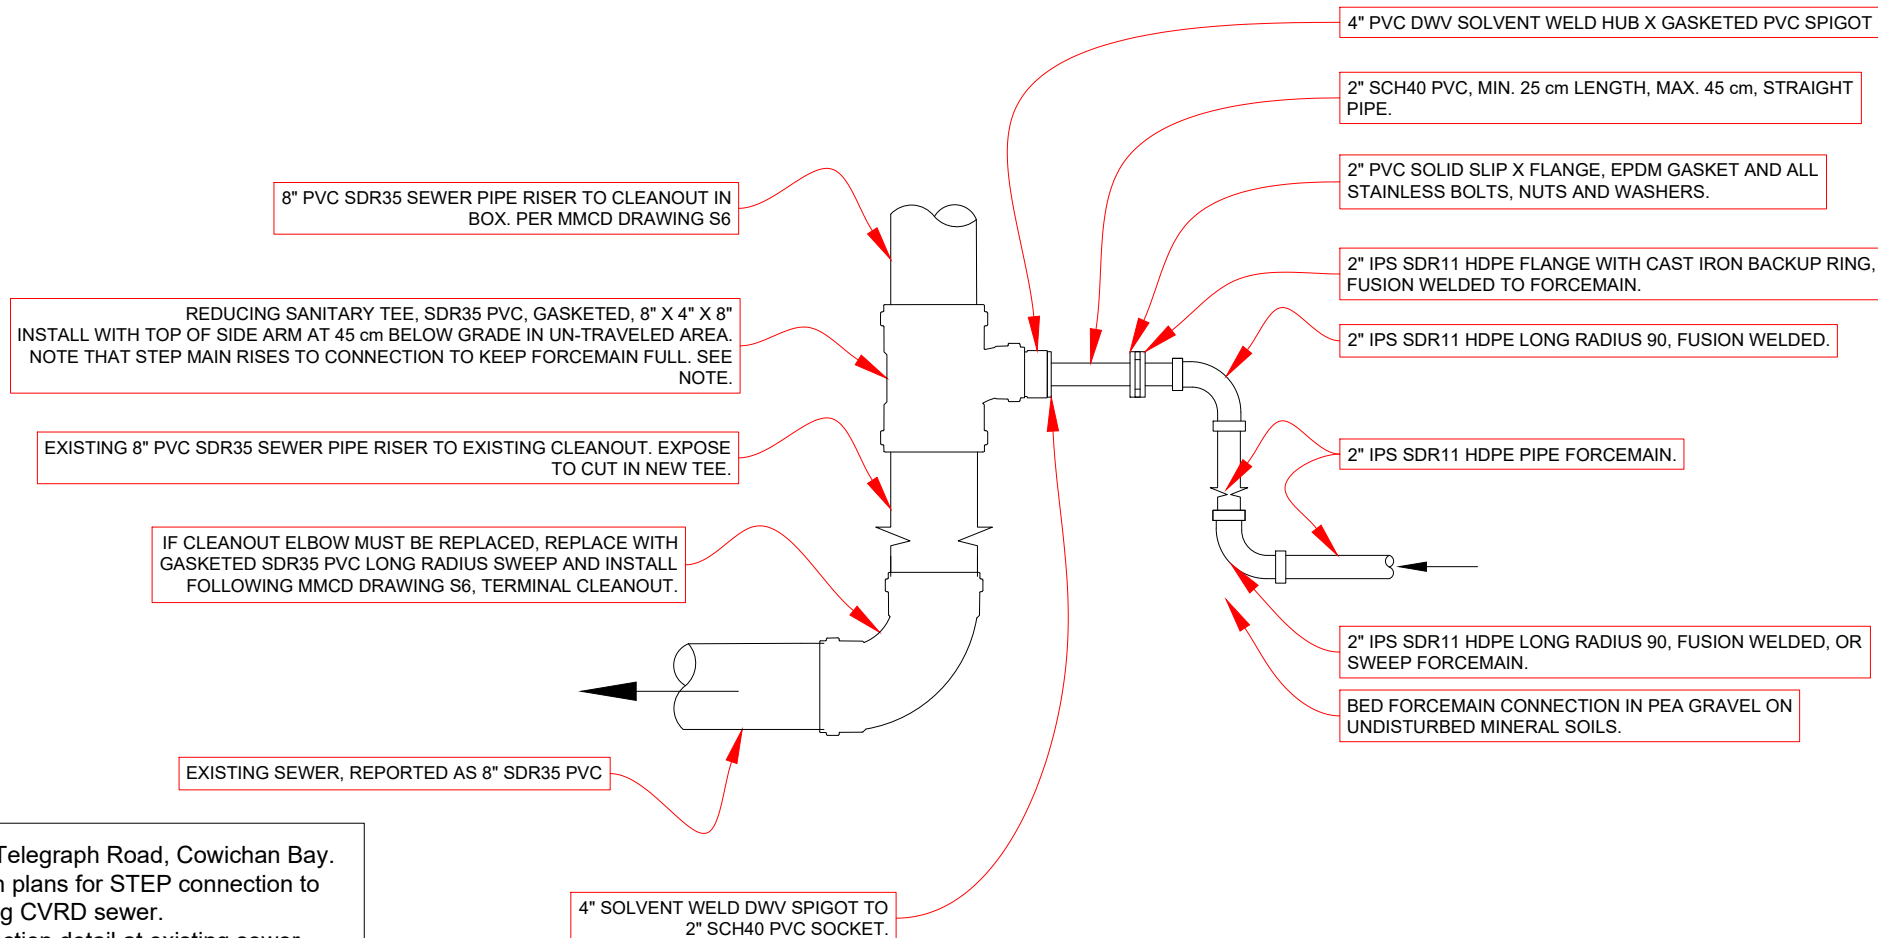 4" PVC DWV SOLVENT WELD HUB X GASKETED PVC SPIGOT
2" SCH40 PVC, MIN. 25 cm LENGTH, MAX. 45 cm, STRAIGHT
PIPE.
2" PVC SOLID SLIP X FLANGE, EPDM GASKET AND ALL
STAINLESS BOLTS, NUTS AND WASHERS.
8" PVC SDR35 SEWER PIPE RISER TO CLEANOUT IN
BOX. PER MMCD DRAWING S6
2" IPS SDR11 HDPE FLANGE WITH CAST IRON BACKUP RING,
FUSION WELDED TO FORCEMAIN.
REDUCING SANITARY TEE, SDR35 PVC, GASKETED, 8" X 4" X 8"
INSTALL WITH TOP OF SIDE ARM AT 45 cm BELOW GRADE IN UN-TRAVELED AREA.
NOTE THAT STEP MAIN RISES TO CONNECTION TO KEEP FORCEMAIN FULL. SEE
NOTE.
2" IPS SDR11 HDPE LONG RADIUS 90, FUSION WELDED.
EXISTING 8" PVC SDR35 SEWER PIPE RISER TO EXISTING CLEANOUT. EXPOSE
TO CUT IN NEW TEE.
2" IPS SDR11 HDPE PIPE FORCEMAIN.
IF CLEANOUT ELBOW MUST BE REPLACED, REPLACE WITH
GASKETED SDR35 PVC LONG RADIUS SWEEP AND INSTALL
FOLLOWING MMCD DRAWING S6, TERMINAL CLEANOUT.
2" IPS SDR11 HDPE LONG RADIUS 90, FUSION WELDED, OR
SWEEP FORCEMAIN.
BED FORCEMAIN CONNECTION IN PEA GRAVEL ON
UNDISTURBED MINERAL SOILS.
EXISTING SEWER, REPORTED AS 8" SDR35 PVC
Telegraph Road, Cowichan Bay.
plans for STEP connection to
CVRD sewer.
detail at existing sewer
4" SOLVENT WELD DWV SPIGOT TO
2" SCH40 PVC SOCKET.